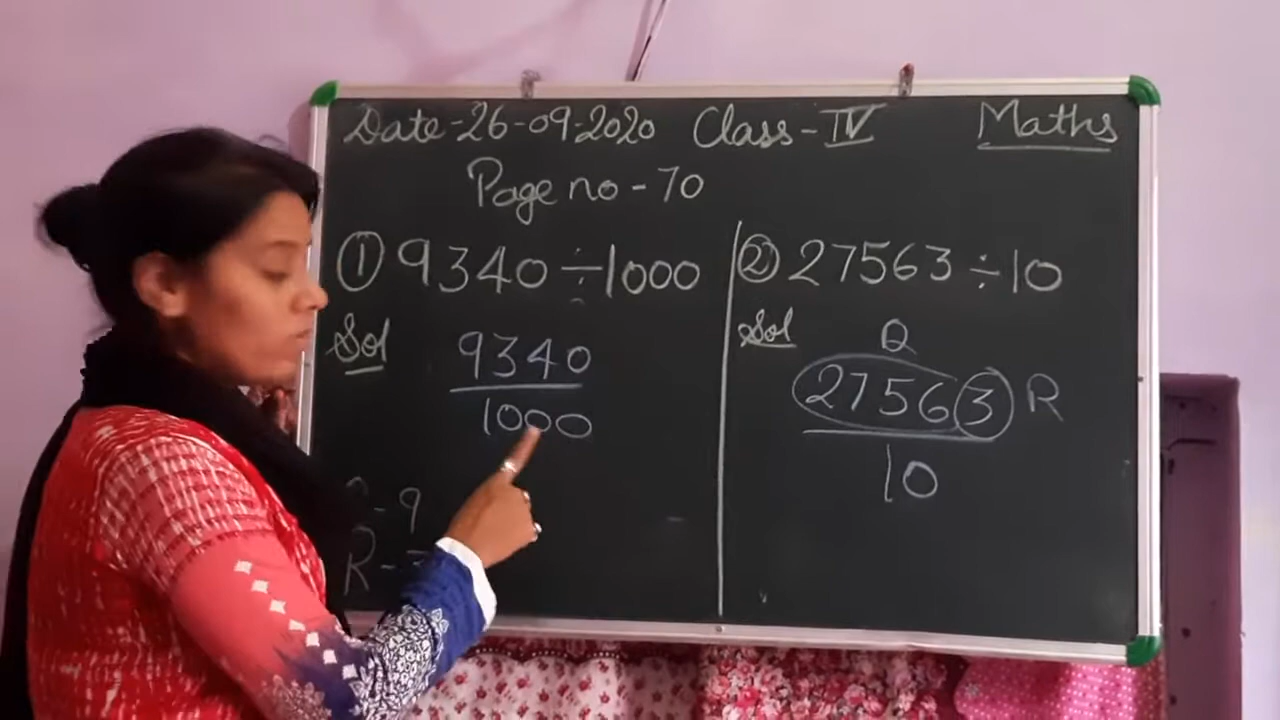 Date-26-09-2020 Class-IV Maths
Page no-70
① 9340÷1000
Sol
9340
1000
-9
R-
② 27563÷10
Sol
Q
27563 R
10